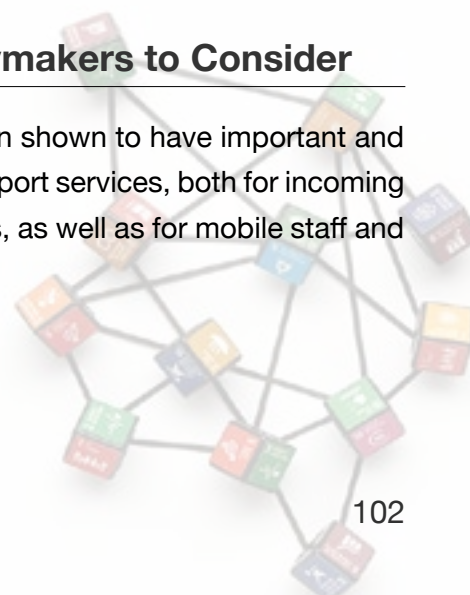 makers to Consider
n shown to have important and
port services, both for incoming
s, as well as for mobile staff and
102